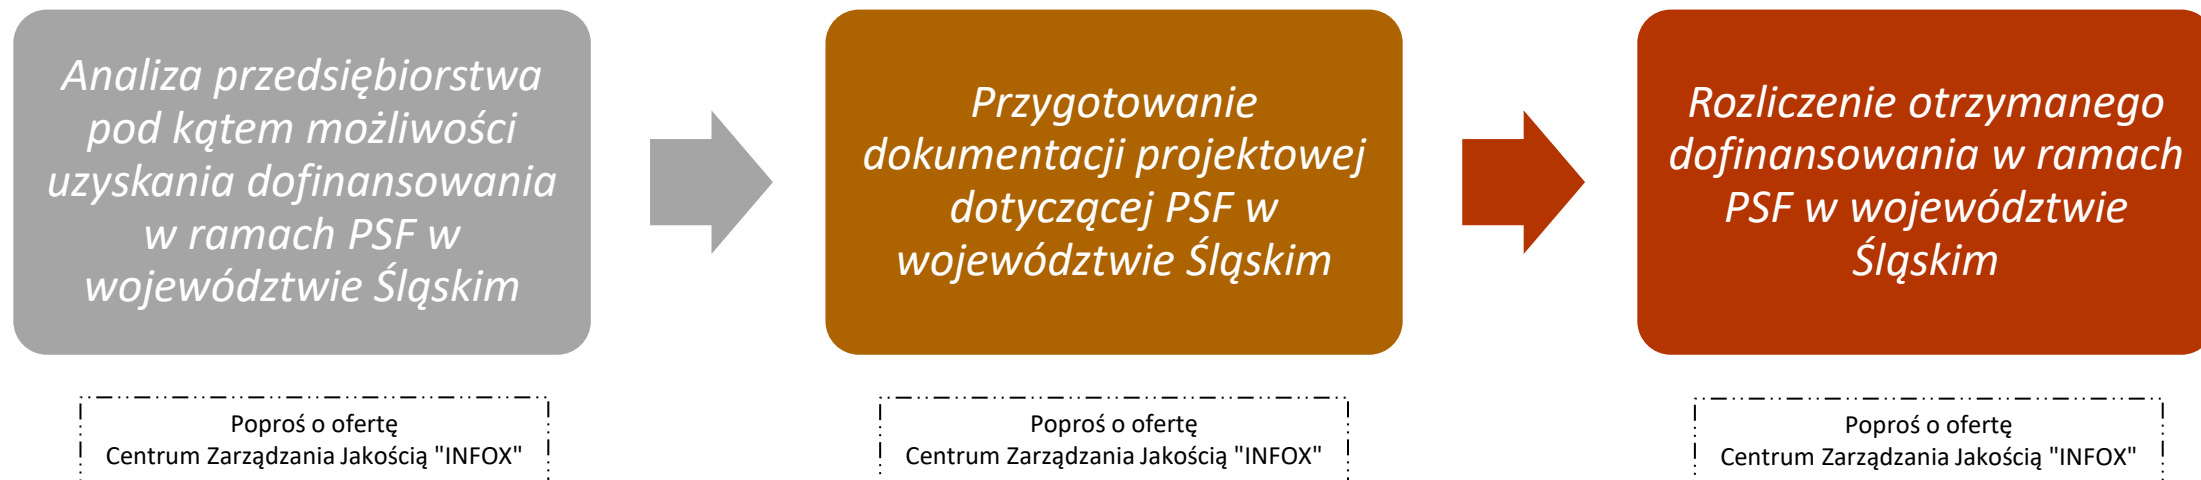 Analiza przedsiębiorstwa
pod kątem możliwości
uzyskania dofinansowania
w ramach PSF w
województwie Śląskim
Przygotowanie
dokumentacji projektowej
dotyczącej PSF w
województwie Śląskim
Rozliczenie otrzymanego
dofinansowania w ramach
PSF w województwie
Śląskim
Poproś o ofertę
Centrum Zarządzania Jakością "INFOX"
Poproś o ofertę
Centrum Zarządzania Jakością "INFOX"
Poproś o ofertę
Centrum Zarządzania Jakością "INFOX"